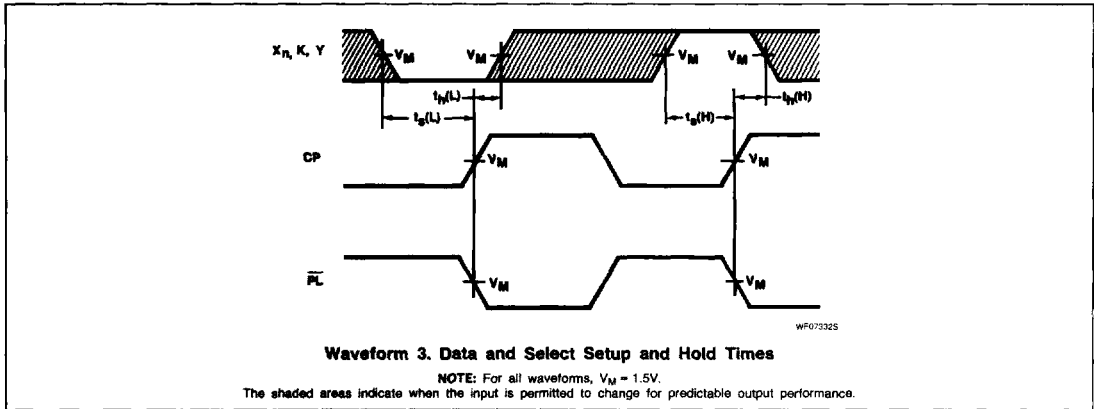 Xn, K, Y
VM
VM
VM
VM
th(L)
th(H)
ts(L)
ts(H)
CP
VM
VM
PL
VM
VM
WF07332S
Waveform 3. Data and Select Setup and Hold Times
NOTE: For all waveforms, VM = 1.5V.
The shaded areas indicate when the input is permitted to change for predictable output performance.